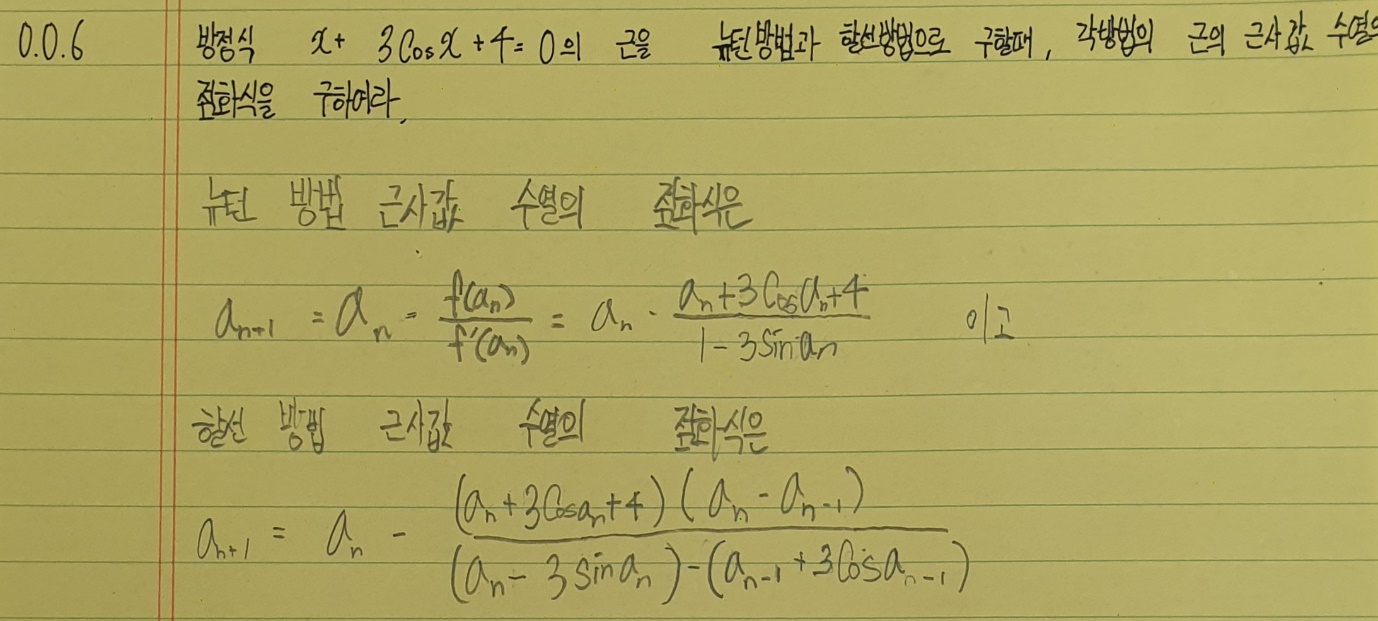 0.0.6 방정식 x + 3cosx + 4 = 0의 근을 뉴턴방법과 할선방법으로 구할때, 각방법의 근의 근사값 수열의
점화식을 구하여라.
뉴턴 방법 근사값 수열의 점화식은
a_{n+1} = a_n - \frac{f(a_n)}{f'(a_n)} = a_n - \frac{a_n + 3cos a_n + 4}{1 - 3sin a_n} 이고
할선 방법 근사값 수열의 점화식은
a_{n+1} = a_n - \frac{(a_n + 3cos a_n + 4)(a_n - a_{n-1})}{(a_n - 3sin a_n) - (a_{n-1} + 3cos a_{n-1})}